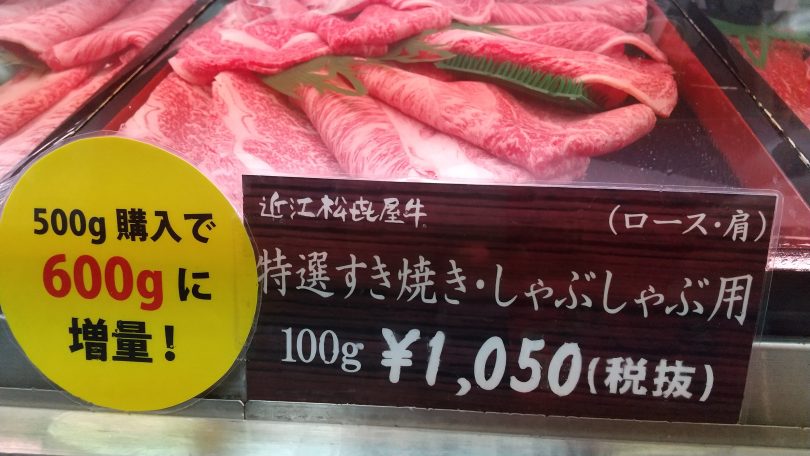 500g 購入で
600g に
増量！
近江松㐂屋牛
（ロース・肩）
特選すき焼き・しゃぶしゃぶ用
100g ¥1,050（税抜）